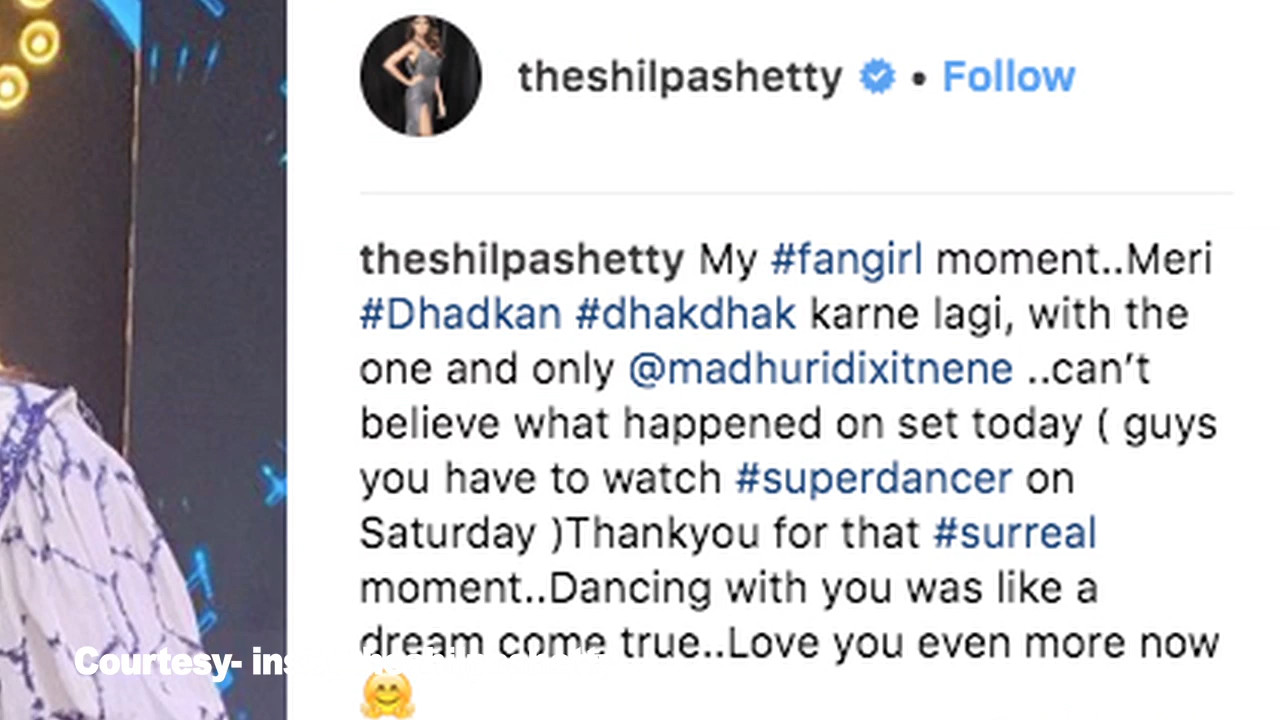 theshilpashetty • Follow
theshilpashetty My #fangirl moment..Meri
#Dhadkan #dhakdhak karne lagi, with the
one and only @madhuridixitnene ..can’t
believe what happened on set today ( guys
you have to watch #superdancer on
Saturday )Thankyou for that #surreal
moment..Dancing with you was like a
dream come true..Love you even more now
🤗
Courtesy-